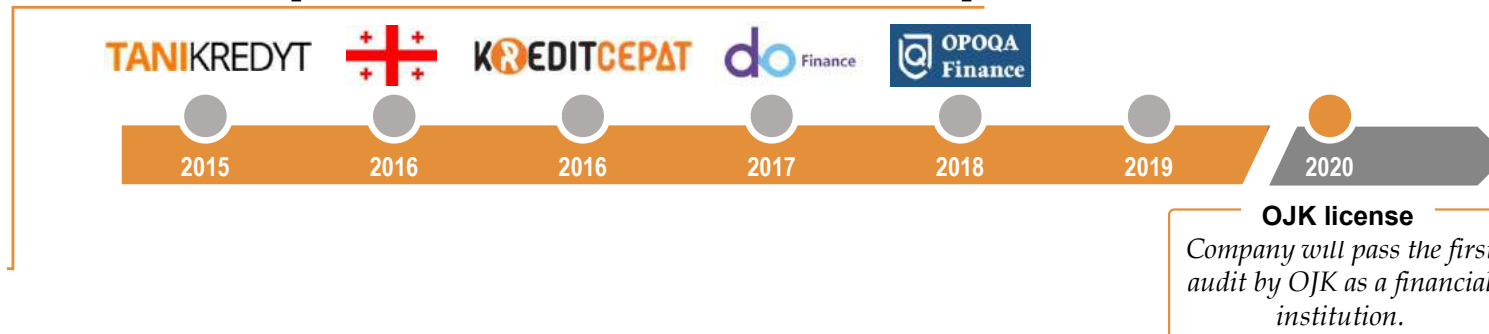 TANIKREDYT
KREDITCEPAT
do Finance
OPOQA
Finance
2015
2016
2016
2017
2018
2019
2020
OJK license
Company will pass the first
audit by OJK as a financial
institution.